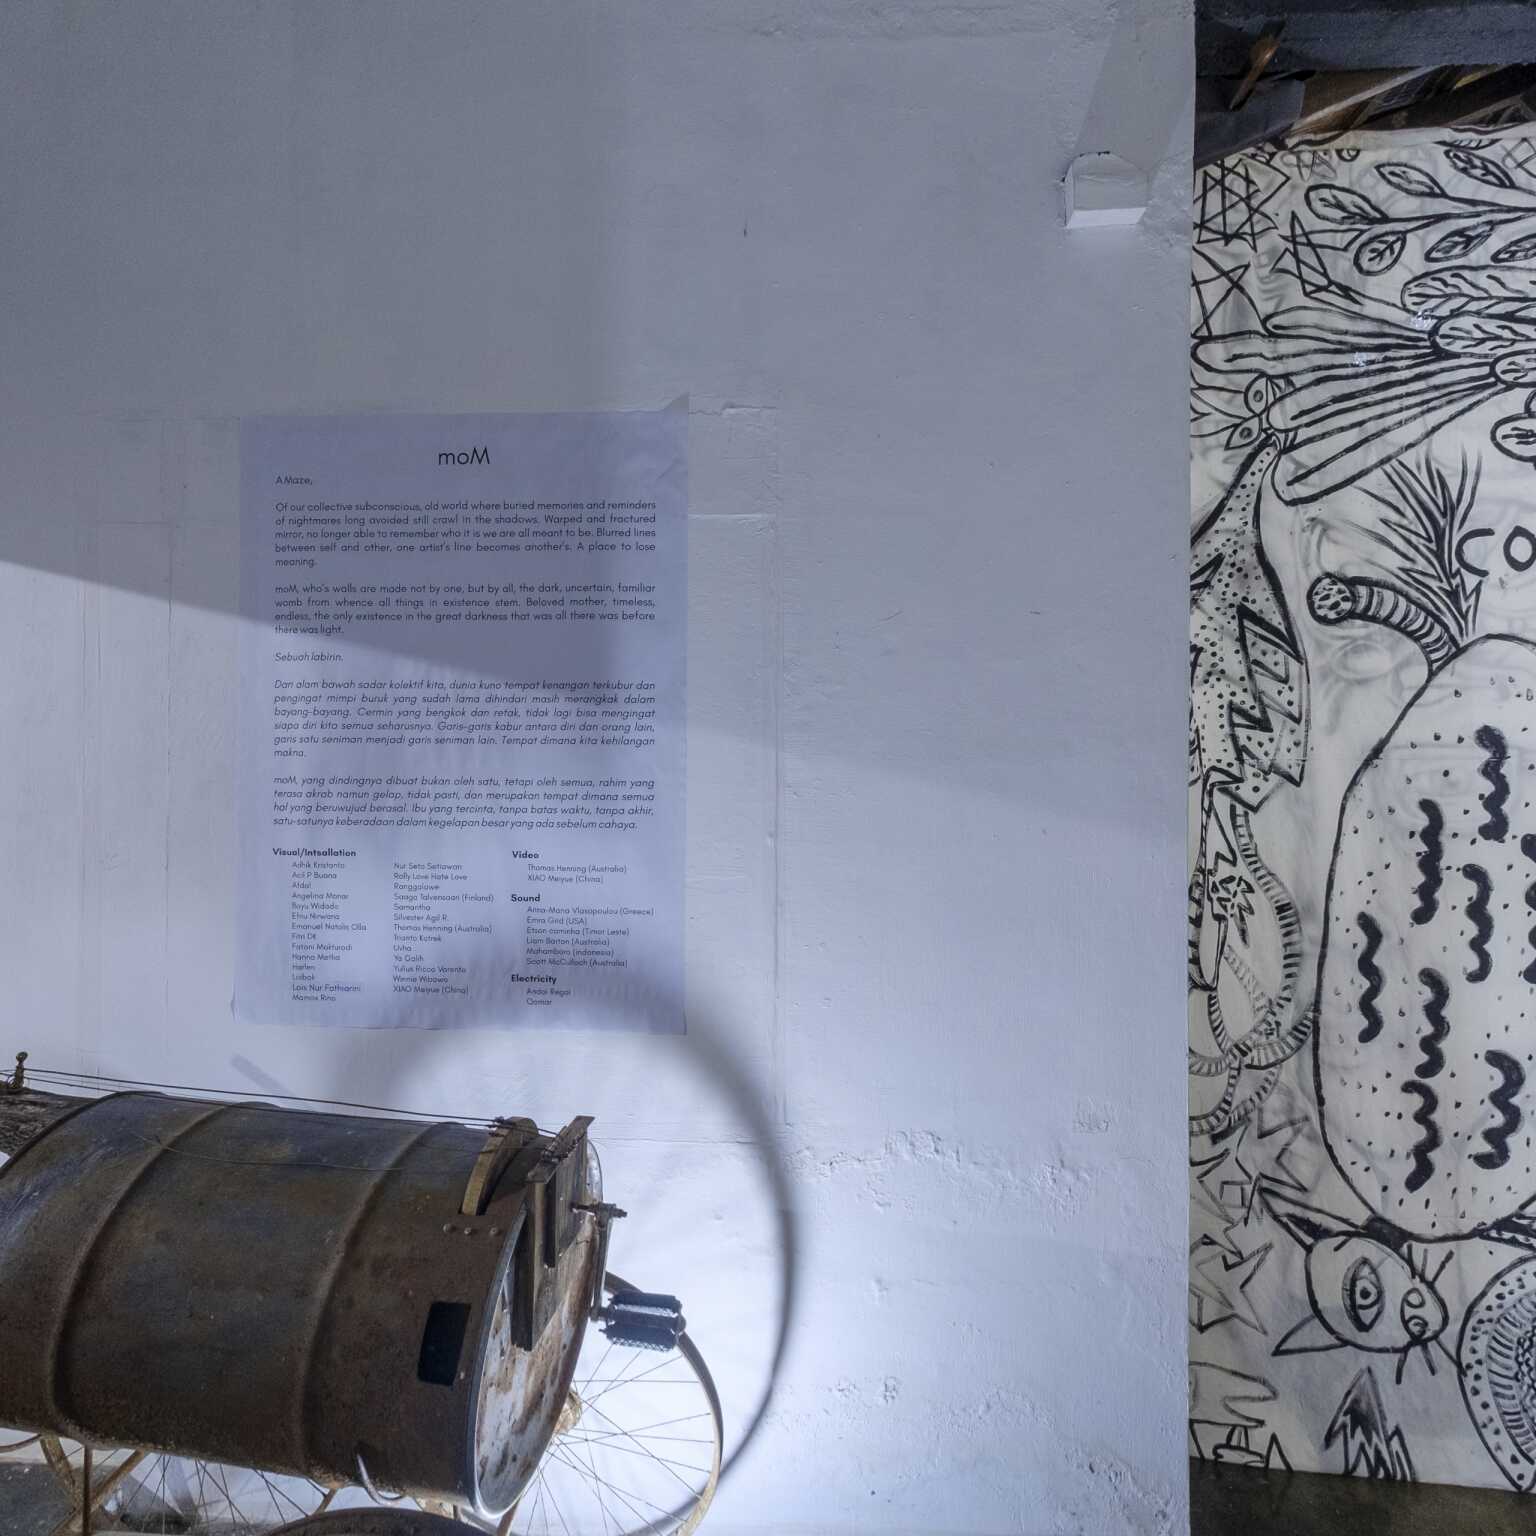 moM
A Maze,
Of our collective subconscious, old world where buried memories and reminders
of nightmares long avoided still crawl in the shadows. Warped and fractured
mirror, no longer able to remember who it is we are all meant to be. Blurred lines
between self and other, one artist's line becomes another's. A place to lose
meaning.
moM, who's walls are made not by one, but by all, the dark, uncertain, familiar
womb from whence all things in existence stem. Beloved mother, timeless,
endless, the only existence in the great darkness that was all there was before
there was light.
Sebuah labirin.
Dari alam bawah sadar kolektif kita, dunia kuno tempat kenangan terkubur dan
pengingat mimpi buruk yang sudah lama dihindari masih merangkak dalam
bayang-bayang. Cermin yang bengkok dan retak, tidak lagi bisa mengingat
siapa diri kita semua seharusnya. Garis-garis kabur antara diri dan orang lain,
garis satu seniman menjadi garis seniman lain. Tempat dimana kita kehilangan
makna.
moM, yang dindingnya dibuat bukan oleh satu, tetapi oleh semua, rahim yang
terasa akrab namun gelap, tidak pasti, dan merupakan tempat dimana semua
hal yang berwujud berasal. Ibu yang tercinta, tanpa batas waktu, tanpa akhir,
satu-satunya keberadaan dalam kegelapan besar yang ada sebelum cahaya.
Visual/Intsallation
Adhik Kristanto
Acil P Buana
Afdal
Angelina Manar
Bayu Widodo
Efnu Nirwana
Emanuel Natalis Olla
Fitri DK
Fatoni Makturodi
Hanna Matha
Løbok
Lois Nur Fathiarini
Mamox Rino
Nur Seto Setiawan
Rolly Love Hate Love
Ranggalawe
Saaga Talvensaari (Finland)
Samantha
Silvester Agil R.
Thomas Henning (Australia)
Trianto Kotrek
Uvha
Ya Galih
Yulius Ricco Varento
Winnie Wibowo
XIAO Meiyue (China)
Video
Thomas Henning (Australia)
XIAO Meiyue (China)
Sound
Anna-Maria Vlasopoulou (Greece)
Emra Grid (USA)
Etson caminha (Timor Leste)
Liam Barton (Australia)
Mahamboro (indonesia)
Scott McCulloch (Australia)
Electricity
Andoi Regal
Qomar
CO